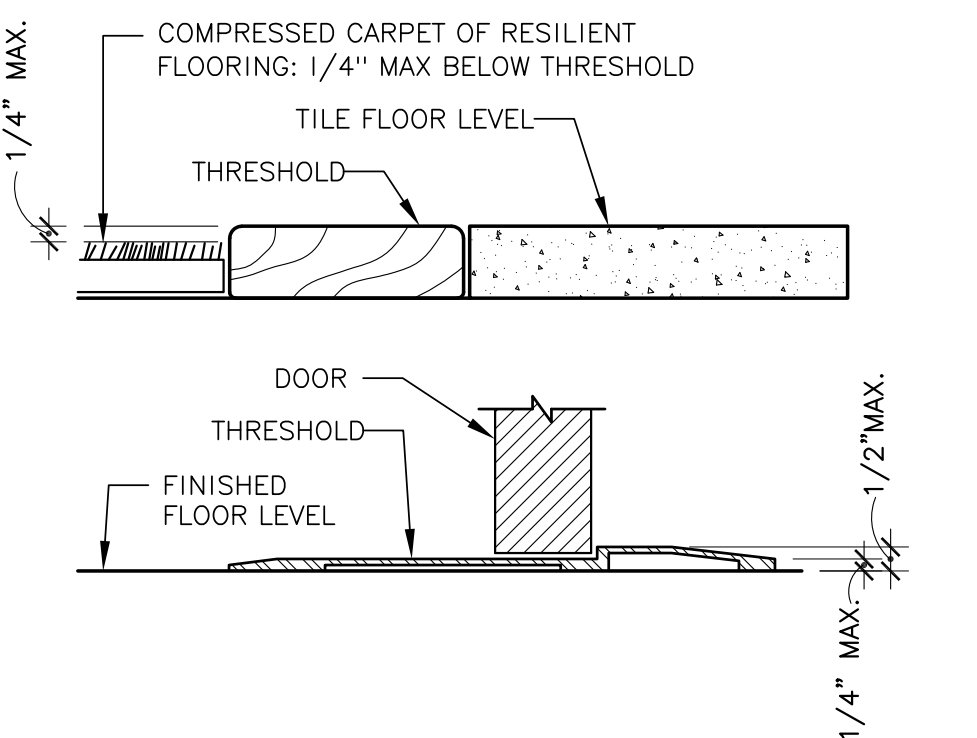 1/4" MAX.
COMPRESSED CARPET OF RESILIENT
FLOORING: 1/4" MAX BELOW THRESHOLD
TILE FLOOR LEVEL
THRESHOLD
DOOR
THRESHOLD
FINISHED
FLOOR LEVEL
1/2"MAX.
1/4" MAX.